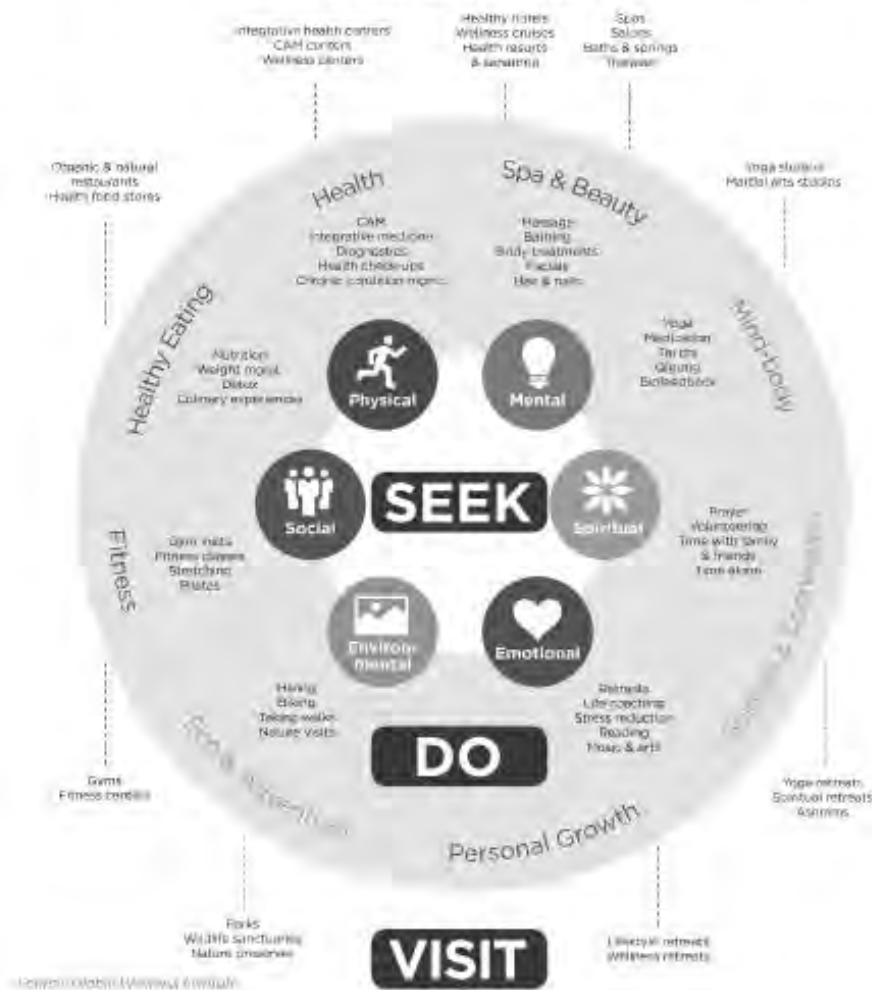 Integrative health centers
CAM centers
Wellness centers
Healthy hotels
Wellness cruises
Health resorts
& sanatoria
Spas
Salons
Baths & springs
Organic & natural
restaurants
Health food stores
Yoga studios
Martial arts studios
Health
CAM
Integrative medicine
Diagnostics
Health check-ups
Chronic condition mgmt.
Spa & Beauty
Massage
Bathing
Body treatments
Facials
Hair & nails
Healthy Eating
Nutrition
Weight mgmt.
Detox
Culinary experiences
Mind-body
Yoga
Meditation
Tai chi
Qigong
Biofeedback
Physical
Mental
Social
SEEK
Spiritual
Environ-
mental
Emotional
Fitness
Gym visits
Fitness classes
Stretching
Pilates
Prayer
Volunteering
Time with family
& friends
Time alone
Hiking
Biking
Taking walks
Nature visits
Retreats
Life coaching
Stress reduction
Reading
Music & arts
DO
Personal Growth
Gyms
Fitness centers
Yoga retreats
Spiritual retreats
Ashrams
Parks
Wildlife sanctuaries
Nature preserves
VISIT
Lifestyle retreats
Wellness retreats